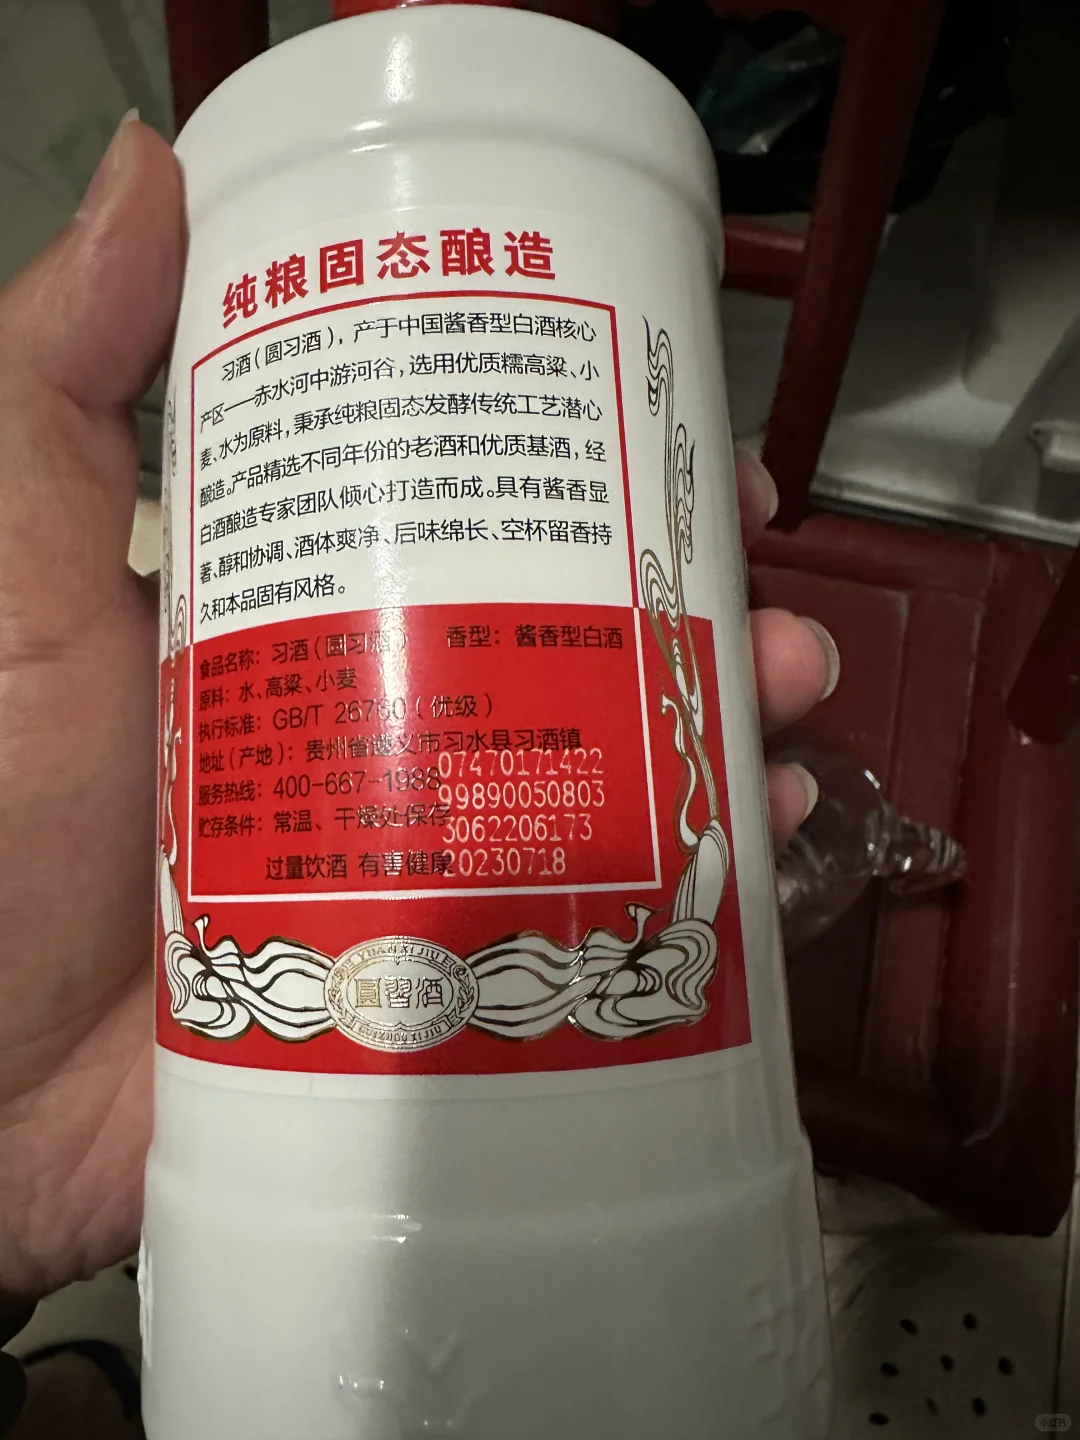 纯粮固态酿造
习酒(圆习酒)，产于中国酱香型白酒核心
产区——赤水河中游河谷，选用优质糯高粱、小
麦、水为原料，秉承纯粮固态发酵传统工艺潜心
酿造。产品精选不同年份的老酒和优质基酒，经
白酒酿造专家团队倾心打造而成。具有酱香显
著、醇和协调、酒体爽净、后味绵长、空杯留香持
久和本品固有风格。
食品名称：习酒(圆习酒) 香型：酱香型白酒
原料：水、高粱、小麦
执行标准：GB/T 26760(优级)
地址(产地)：贵州省遵义市习水县习酒镇
服务热线：400-667-1988
贮存条件：常温、干燥处保存
过量饮酒 有害健康
07470171422
99890050803
3062206173
20230718
YUAN XI JIU
圓習酒
小红书